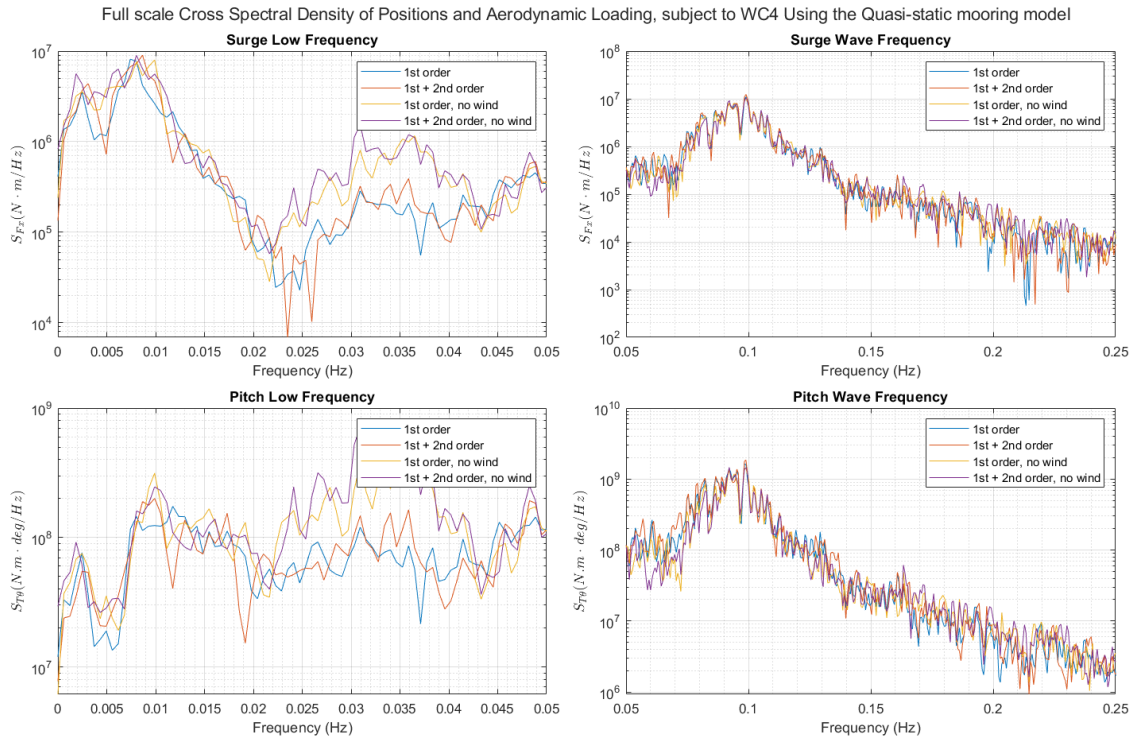 Full scale Cross Spectral Density of Positions and Aerodynamic Loading, subject to WC4 Using the Quasi-static mooring model
Surge Low Frequency
10^7
10^6
10^5
10^4
S_{Fx}(N · m/Hz)
1st order
1st + 2nd order
1st order, no wind
1st + 2nd order, no wind
0 0.005 0.01 0.015 0.02 0.025 0.03 0.035 0.04 0.045 0.05
Frequency (Hz)
Surge Wave Frequency
10^8
10^7
10^6
10^5
10^4
10^3
10^2
S_{Fx}(N · m/Hz)
1st order
1st + 2nd order
1st order, no wind
1st + 2nd order, no wind
0.05 0.1 0.15 0.2 0.25
Frequency (Hz)
Pitch Low Frequency
10^9
10^8
10^7
S_{Tθ}(N.m · deg/Hz)
1st order
1st + 2nd order
1st order, no wind
1st + 2nd order, no wind
0 0.005 0.01 0.015 0.02 0.025 0.03 0.035 0.04 0.045 0.05
Frequency (Hz)
Pitch Wave Frequency
10^10
10^9
10^8
10^7
10^6
S_{Tθ}(N.m · deg/Hz)
1st order
1st + 2nd order
1st order, no wind
1st + 2nd order, no wind
0.05 0.1 0.15 0.2 0.25
Frequency (Hz)